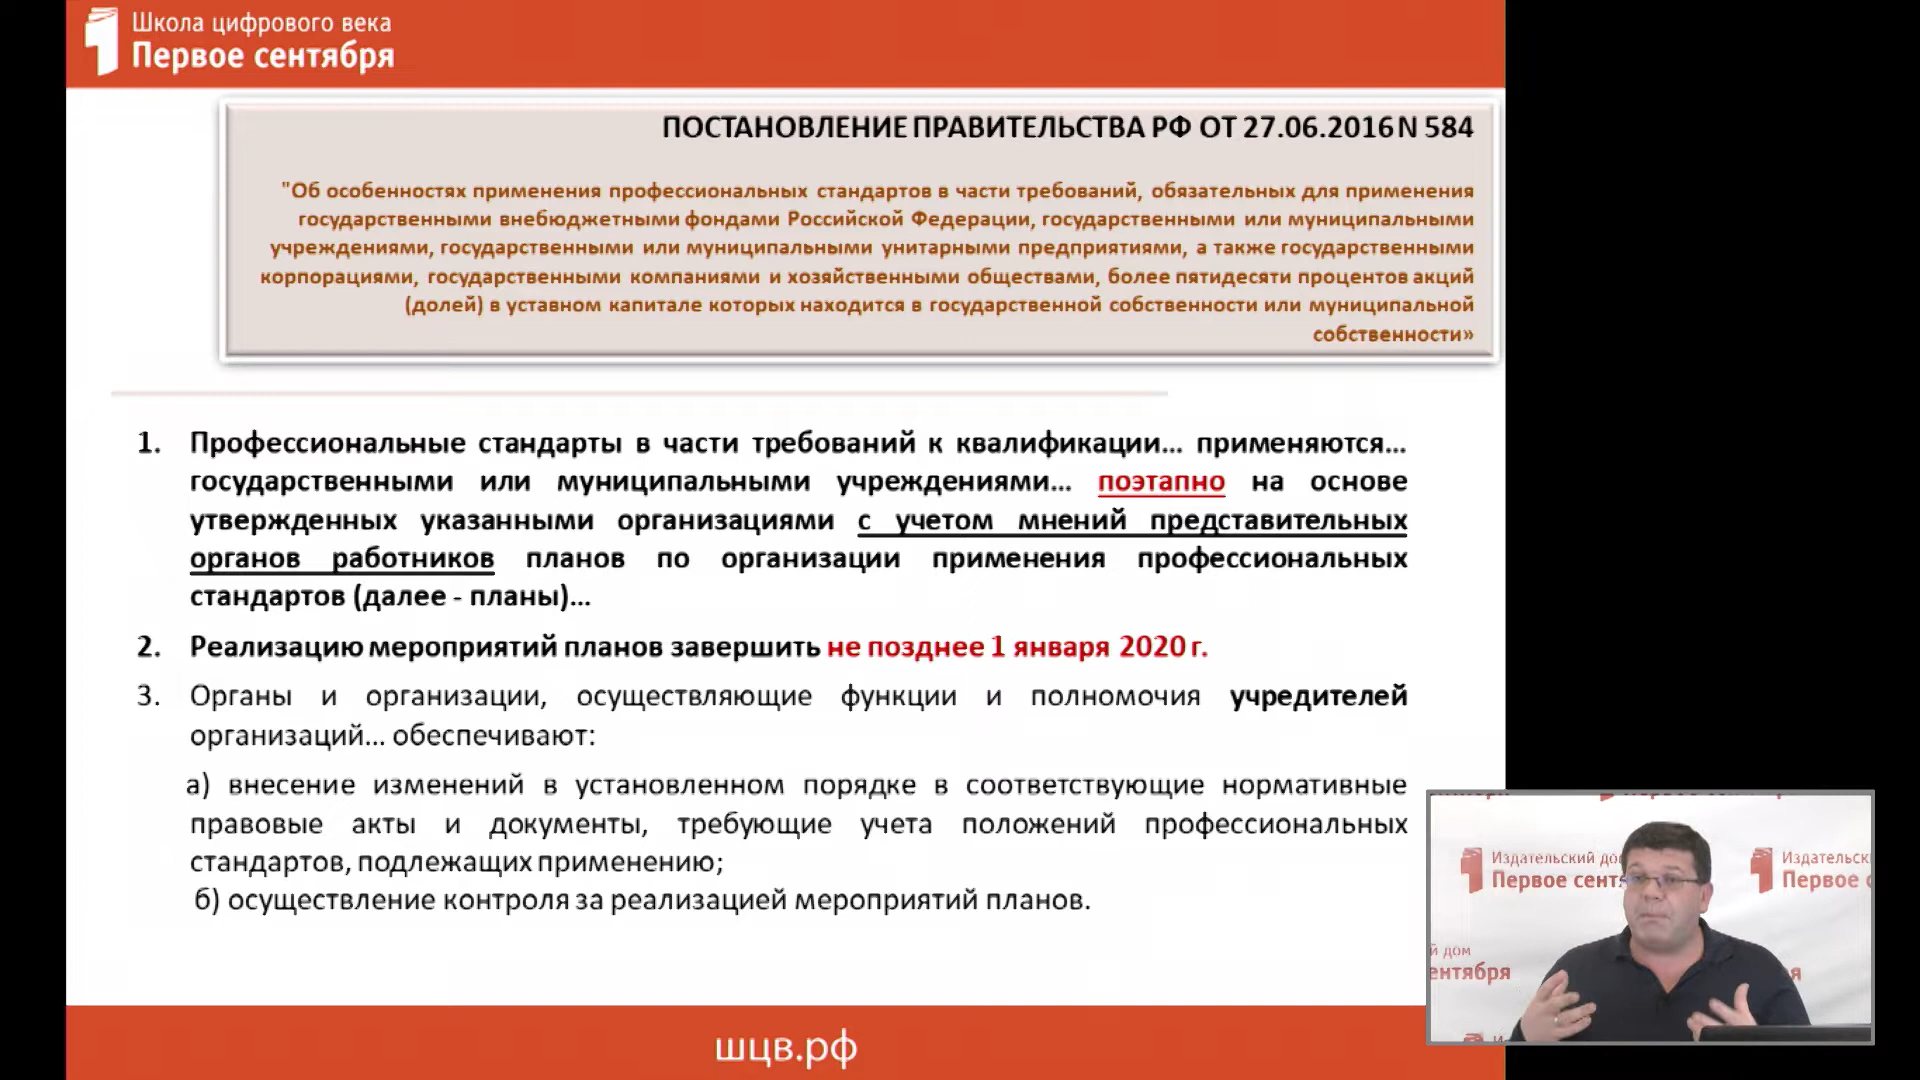 Школа цифрового века
Первое сентября
ПОСТАНОВЛЕНИЕ ПРАВИТЕЛЬСТВА РФ ОТ 27.06.2016 N 584
"Об особенностях применения профессиональных стандартов в части требований, обязательных для применения
государственными внебюджетными фондами Российской Федерации, государственными или муниципальными
учреждениями, государственными или муниципальными унитарными предприятиями, а также государственными
корпорациями, государственными компаниями и хозяйственными обществами, более пятидесяти процентов акций
(долей) в уставном капитале которых находится в государственной собственности или муниципальной
собственности»
1. Профессиональные стандарты в части требований к квалификации... применяются...
государственными или муниципальными учреждениями... поэтапно на основе
утвержденных указанными организациями с учетом мнений представительных
органов работников планов по организации применения профессиональных
стандартов (далее - планы)...
2. Реализацию мероприятий планов завершить не позднее 1 января 2020 г.
3. Органы и организации, осуществляющие функции и полномочия учредителей
организаций... обеспечивают:
а) внесение изменений в установленном порядке в соответствующие нормативные
правовые акты и документы, требующие учета положений профессиональных
стандартов, подлежащих применению;
б) осуществление контроля за реализацией мероприятий планов.
Издательский
Первое
Первое
дом
шцв.рф